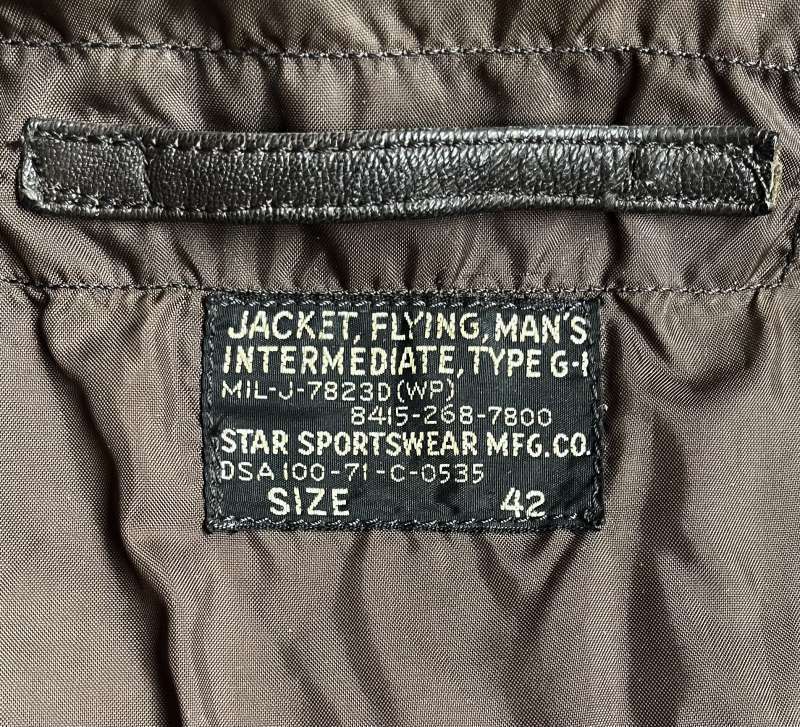 JACKET, FLYING, MAN'S
INTERMEDIATE, TYPE G-1
MIL-J-7823D (WP)
8415-268-7800
STAR SPORTSWEAR MFG. CO.
DSA 100-71-C-0535
SIZE 42